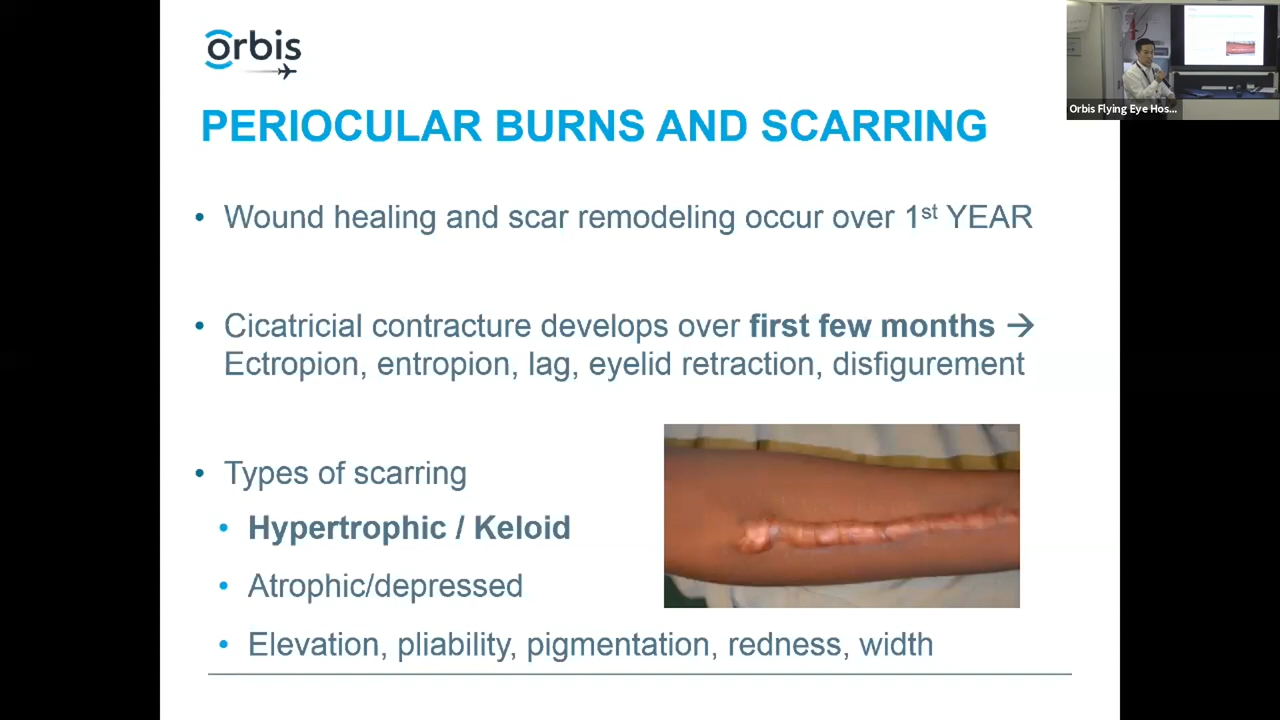 orbis
PERIOCULAR BURNS AND SCARRING
• Wound healing and scar remodeling occur over 1st YEAR
• Cicatricial contracture develops over first few months →
Ectropion, entropion, lag, eyelid retraction, disfigurement
• Types of scarring
• Hypertrophic / Keloid
• Atrophic/depressed
• Elevation, pliability, pigmentation, redness, width
Orbis Flying Eye Hos...